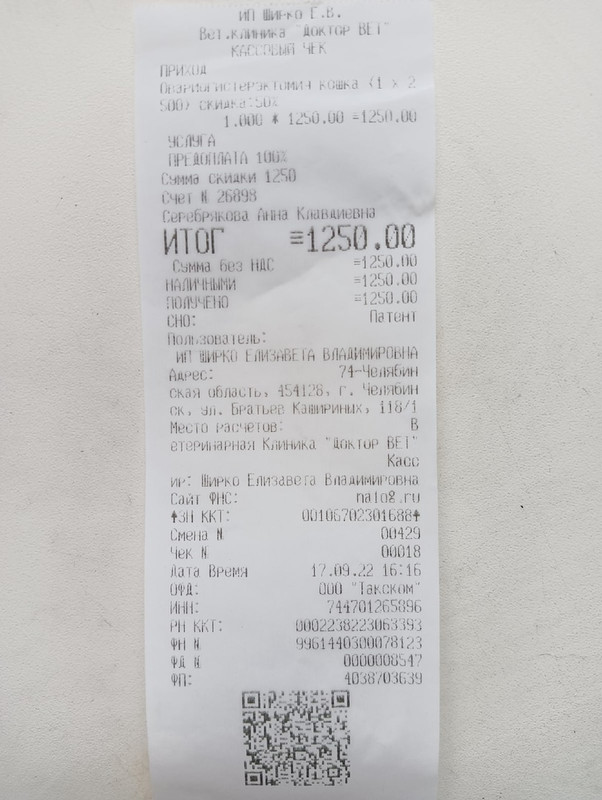 ИП Ширко Е.В.
Вет.клиника "Доктор ВЕТ"
КАССОВЫЙ ЧЕК
ПРИХОД
Овариогистерэктомия кошка (1 x 2
500) скидка:50%
1.000 * 1250.00 =1250.00
УСЛУГА
ПРЕДОПЛАТА 100%
Сумма скидки 1250
Счет N 26898
Серебрякова Анна Клавдиевна
ИТОГ =1250.00
Сумма без НДС =1250.00
НАЛИЧНЫМИ =1250.00
ПОЛУЧЕНО =1250.00
СНО: Патент
Пользователь:
ИП ШИРКО ЕЛИЗАВЕТА ВЛАДИМИРОВНА
Адрес: 74-Челябин
ская область, 454128, г. Челябин
ск, ул. Братьев Кашириных, 118/1
Место расчетов: В
етеринарная Клиника "Доктор ВЕТ"
Касс
ир: Ширко Елизавета Владимировна
Сайт ФНС: nalog.ru
↑ЗН ККТ: 00106702301688↑
Смена N 00429
Чек N 00018
Дата Время 17.09.22 16:16
ОФД: ООО "Такском"
ИНН: 744701265896
РН ККТ: 0002238223063393
ФН N 9961440300078123
ФД N 0000008547
ФП: 4038703639